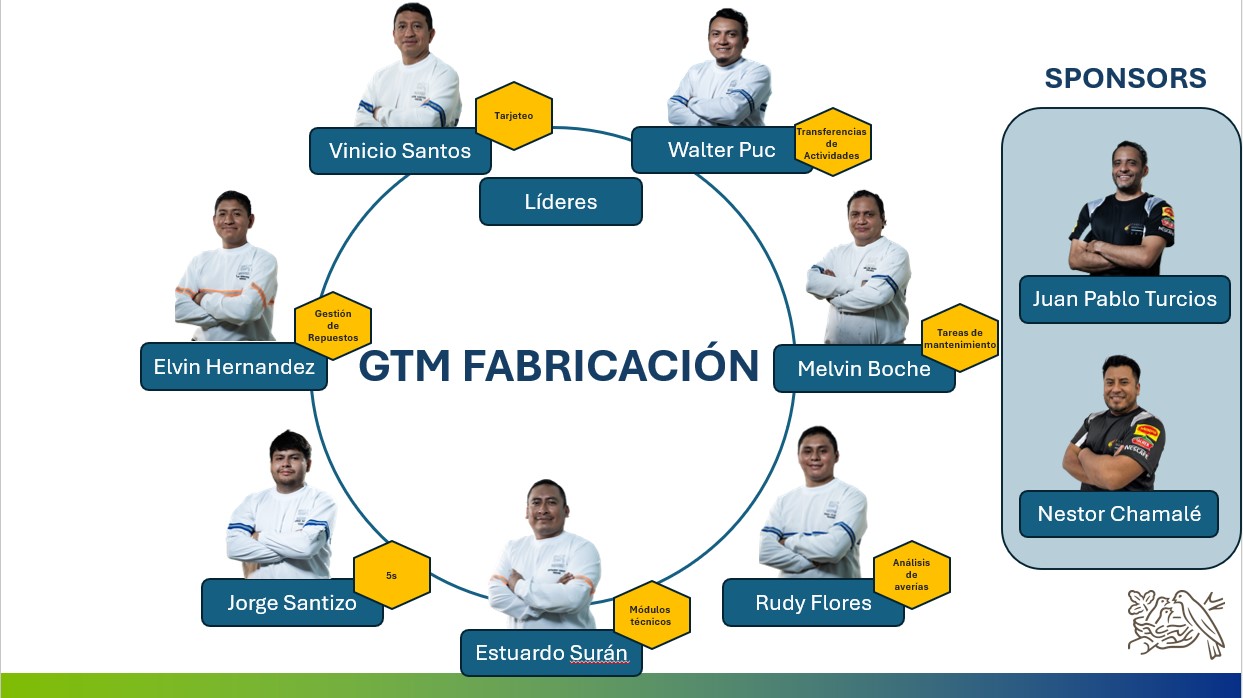 SPONSORS
Vinicio Santos
Tarjeteo
Walter Puc
Transferencias
de
Actividades
Líderes
Elvin Hernandez
Gestión
de
Repuestos
GTM FABRICACIÓN
Melvin Boche
Tareas de
mantenimiento
Juan Pablo Turcios
Nestor Chamalé
Jorge Santizo
5s
Estuardo Surán
Módulos
técnicos
Rudy Flores
Análisis
de
averías
MAGGI
NESCAFÉ